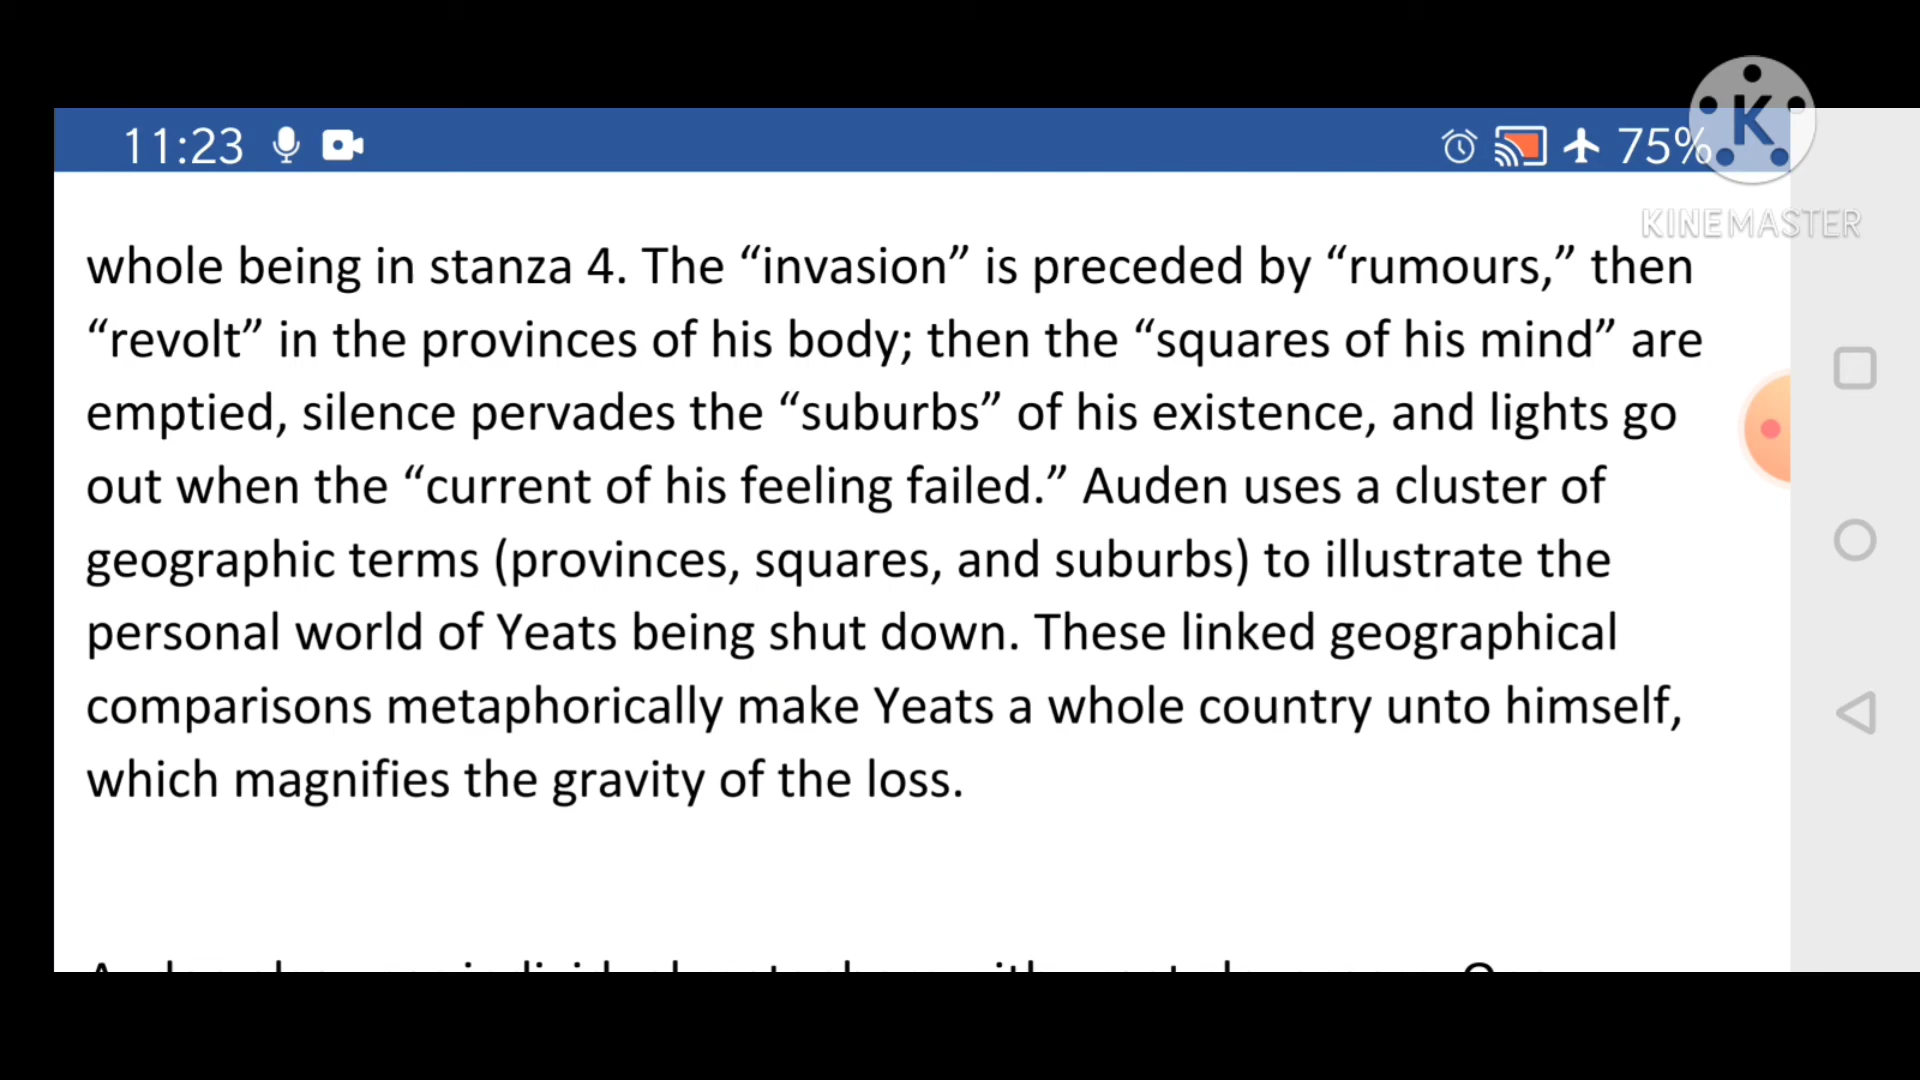 11:23
75%
K
KINEMASTER
whole being in stanza 4. The “invasion” is preceded by “rumours,” then
“revolt” in the provinces of his body; then the “squares of his mind” are
emptied, silence pervades the “suburbs” of his existence, and lights go
out when the “current of his feeling failed.” Auden uses a cluster of
geographic terms (provinces, squares, and suburbs) to illustrate the
personal world of Yeats being shut down. These linked geographical
comparisons metaphorically make Yeats a whole country unto himself,
which magnifies the gravity of the loss.